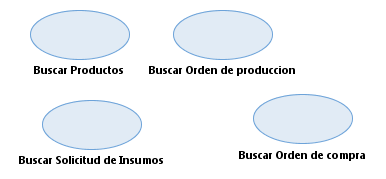 Buscar Productos
Buscar Orden de produccion
Buscar Solicitud de Insumos
Buscar Orden de compra